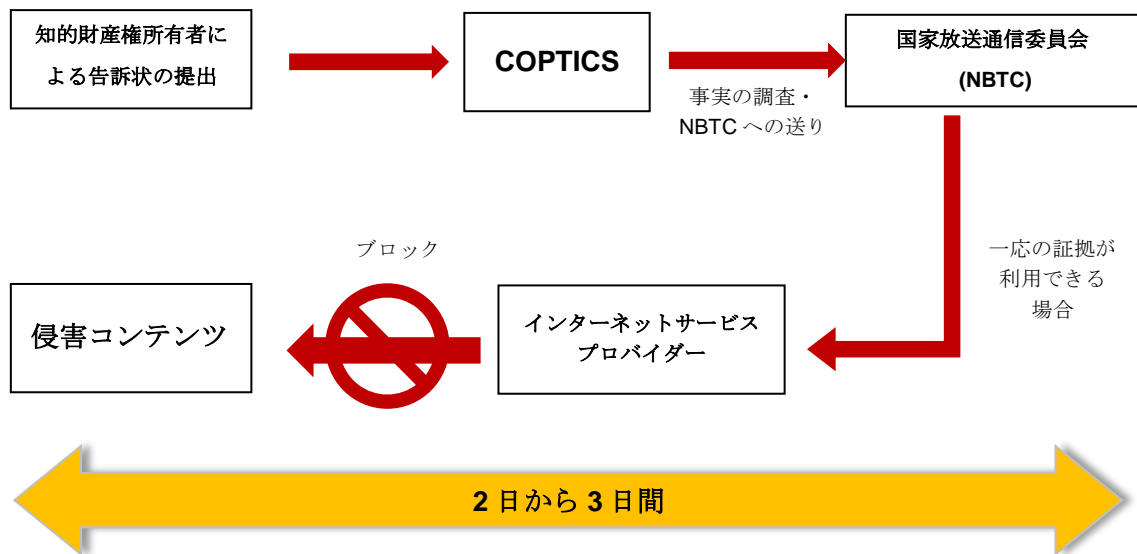 知的財産権所有者に
よる告訴状の提出
COPTICS
国家放送通信委員会
(NBTC)
事実の調査・
NBTC への送り
一応の証拠が
利用できる
場合
ブロック
侵害コンテンツ
インターネットサービス
プロバイダー
2 日から 3 日間